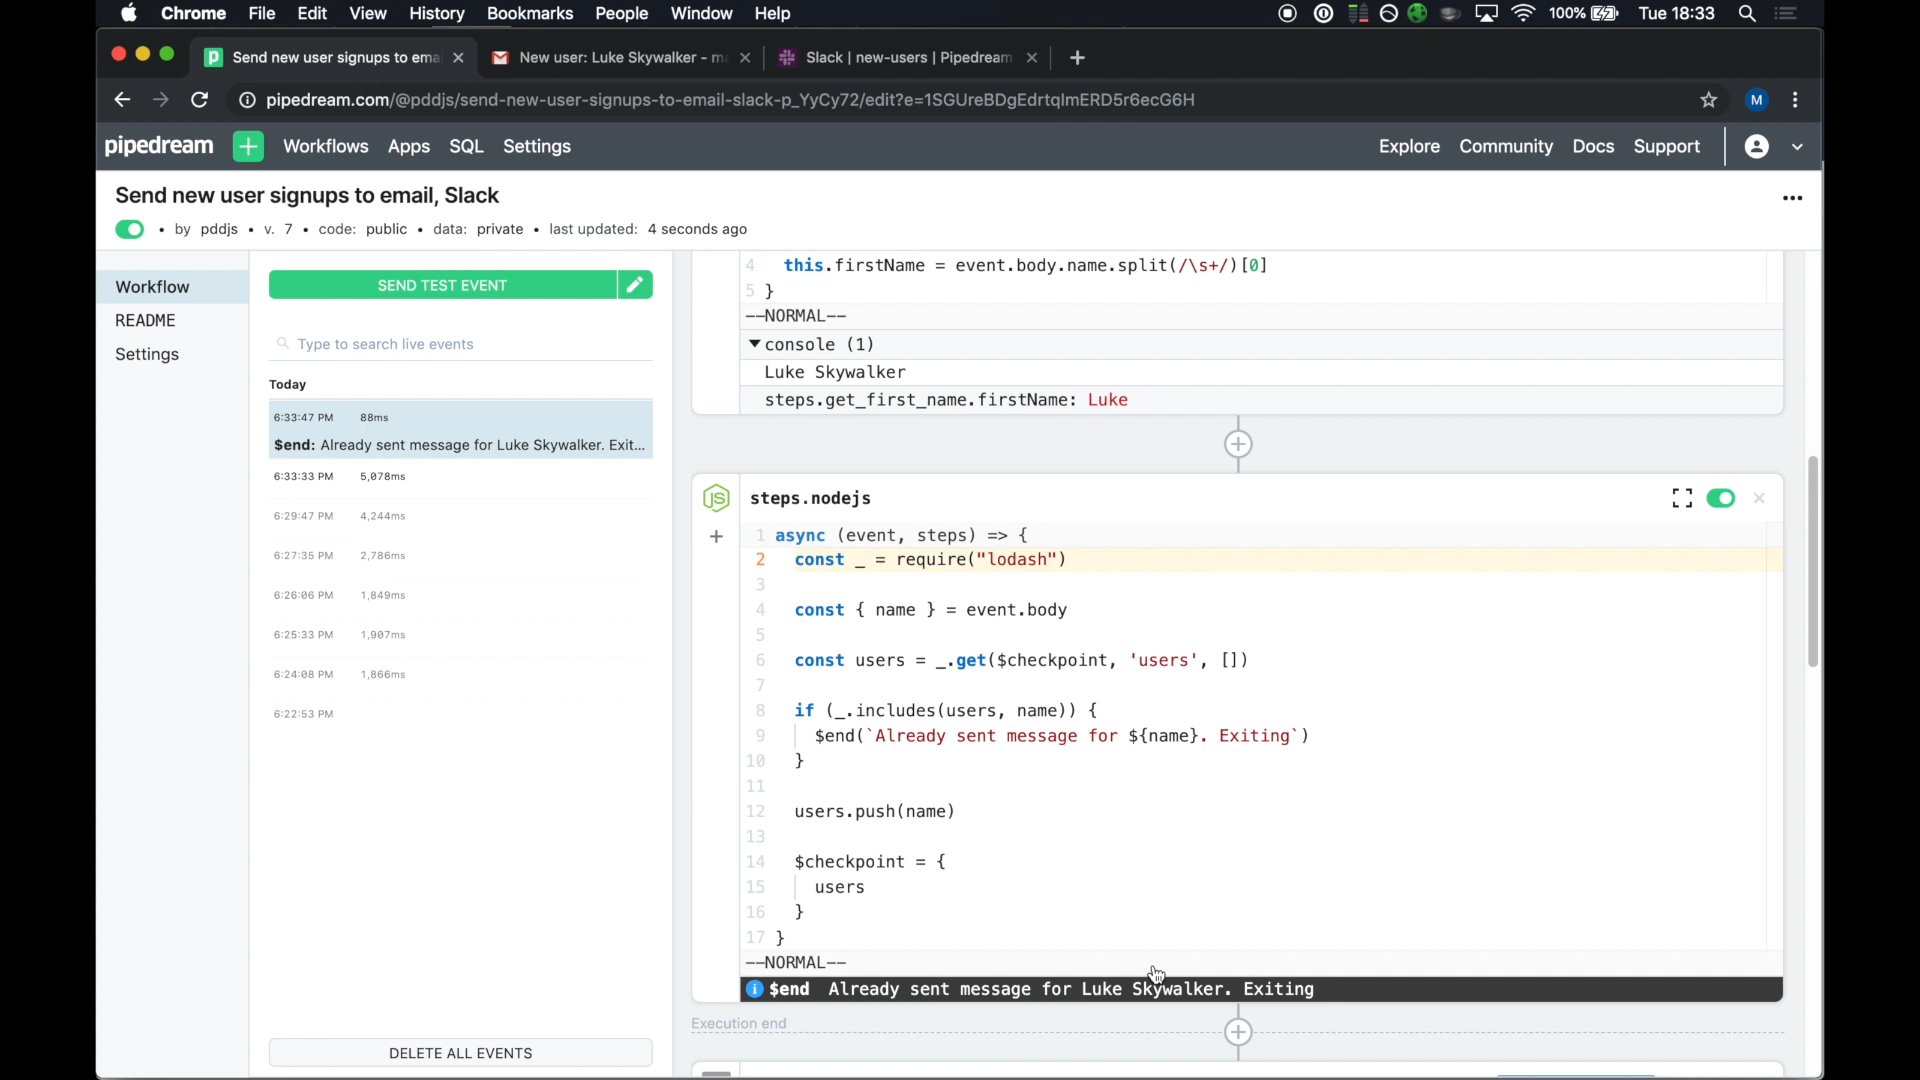 Chrome File Edit View History Bookmarks People Window Help 100% Tue 18:33
Send new user signups to ema New user: Luke Skywalker - ma Slack | new-users | Pipedream
pipedream.com/@pddjs/send-new-user-signups-to-email-slack-p_YyCy72/edit?e=1SGUreBDgEdrtqlmERD5r6ecG6H M
pipedream + Workflows Apps SQL Settings Explore Community Docs Support
Send new user signups to email, Slack
• by pddjs • v. 7 • code: public • data: private • last updated: 4 seconds ago
Workflow
README
Settings
SEND TEST EVENT
Type to search live events
Today
6:33:47 PM 88ms
$end: Already sent message for Luke Skywalker. Exit...
6:33:33 PM 5,078ms
6:29:47 PM 4,244ms
6:27:35 PM 2,786ms
6:26:06 PM 1,849ms
6:25:33 PM 1,907ms
6:24:08 PM 1,866ms
6:22:53 PM
DELETE ALL EVENTS
4 this.firstName = event.body.name.split(/\s+/)[0]
5 }
--NORMAL--
console (1)
Luke Skywalker
steps.get_first_name.firstName: Luke
JS steps.nodejs
1 async (event, steps) => {
2 const _ = require("lodash")
3
4 const { name } = event.body
5
6 const users = _.get($checkpoint, 'users', [])
7
8 if (_.includes(users, name)) {
9 $end(`Already sent message for ${name}. Exiting`)
10 }
11
12 users.push(name)
13
14 $checkpoint = {
15 users
16 }
17 }
--NORMAL--
$end Already sent message for Luke Skywalker. Exiting
Execution end